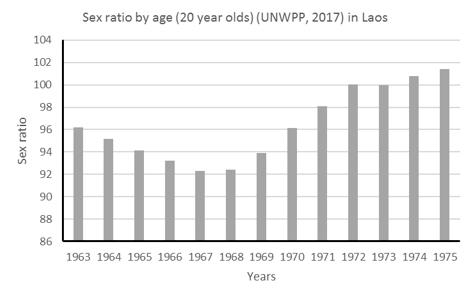 Sex ratio by age (20 year olds) (UNWPP, 2017) in Laos
104
102
100
98
96
94
92
90
88
86
Sex ratio
1963 1964 1965 1966 1967 1968 1969 1970 1971 1972 1973 1974 1975
Years